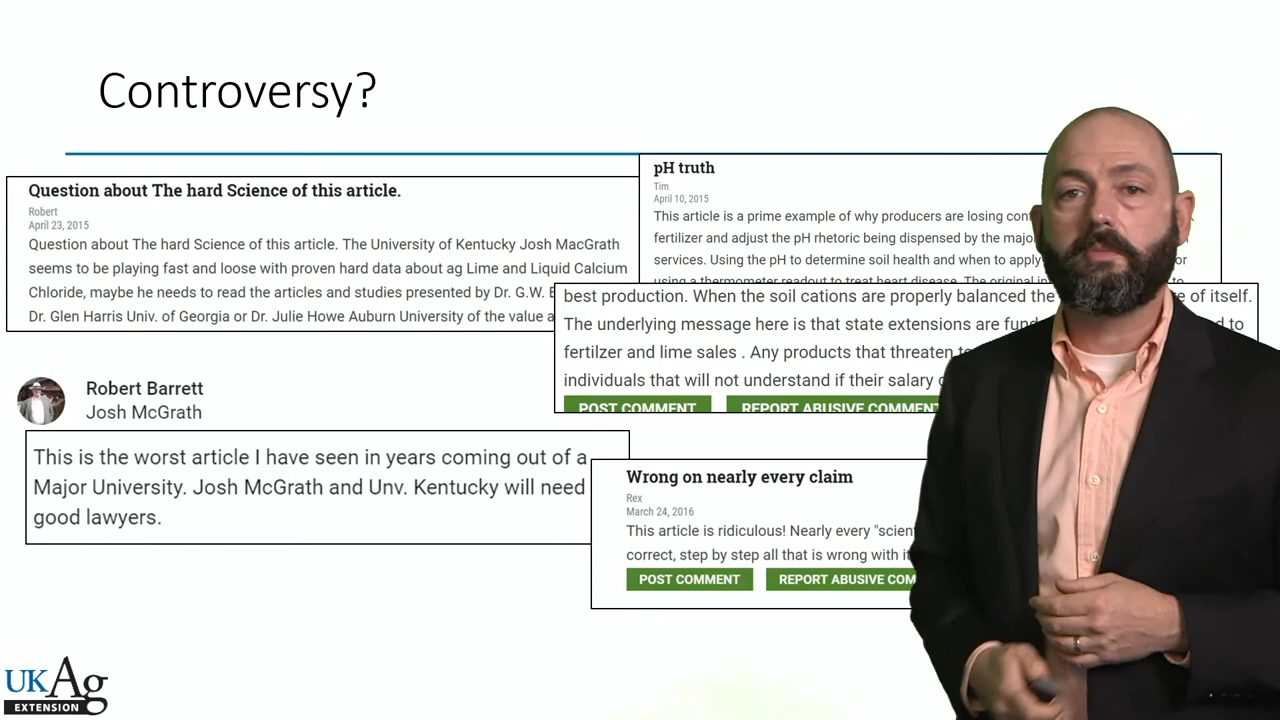 Controversy?
Question about The hard Science of this article.
Robert
April 23, 2015
Question about The hard Science of this article. The University of Kentucky Josh MacGrath
seems to be playing fast and loose with proven hard data about ag Lime and Liquid Calcium
Chloride, maybe he needs to read the articles and studies presented by Dr. G.W.
Dr. Glen Harris Univ. of Georgia or Dr. Julie Howe Auburn University of the value
pH truth
Tim
April 10, 2015
This article is a prime example of why producers are losing
fertilizer and adjust the pH rhetoric being dispensed by the
services. Using the pH to determine soil health and when to apply
using a thermometer readout to treat heart disease. The original
best production. When the soil cations are properly balanced the of itself.
The underlying message here is that state extensions are to
fertilzer and lime sales . Any products that threaten
individuals that will not understand if their salary
POST COMMENT REPORT ABUSIVE COMMENT
Robert Barrett
Josh McGrath
This is the worst article I have seen in years coming out of a
Major University. Josh McGrath and Unv. Kentucky will need
good lawyers.
Wrong on nearly every claim
Rex
March 24, 2016
This article is ridiculous! Nearly every
correct, step by step all that is wrong with
POST COMMENT REPORT ABUSIVE
UKAg
EXTENSION